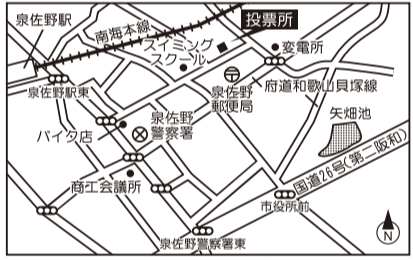 泉佐野駅
南海本線
投票所
スイミング
スクール
変電所
泉佐野駅東
泉佐野
郵便局
府道和歌山貝塚線
バイク店
泉佐野
警察署
矢畑池
商工会議所
国道26号(第二阪和)
市役所前
泉佐野警察署東
N